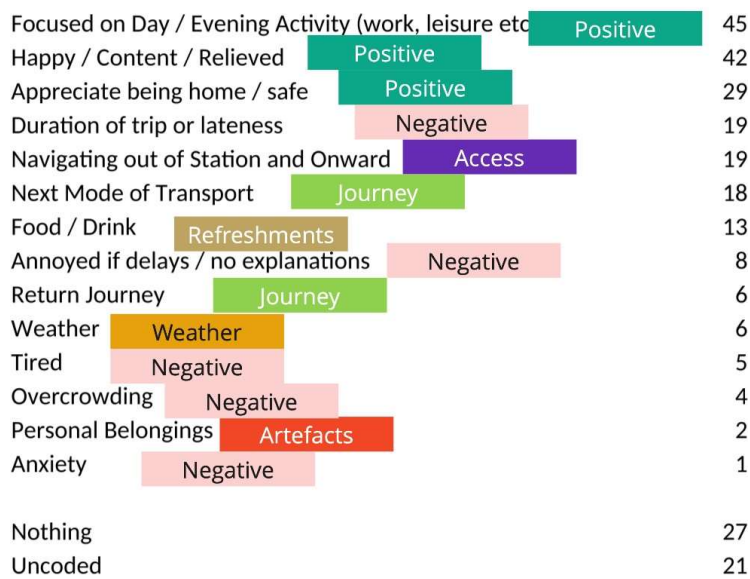 Focused on Day / Evening Activity (work, leisure etc Positive 45
Happy / Content / Relieved Positive 42
Appreciate being home / safe Positive 29
Duration of trip or lateness Negative 19
Navigating out of Station and Onward Access 19
Next Mode of Transport Journey 18
Food / Drink Refreshments 13
Annoyed if delays / no explanations Negative 8
Return Journey Journey 6
Weather Weather 6
Tired Negative 5
Overcrowding Negative 4
Personal Belongings Artefacts 2
Anxiety Negative 1
Nothing 27
Uncoded 21